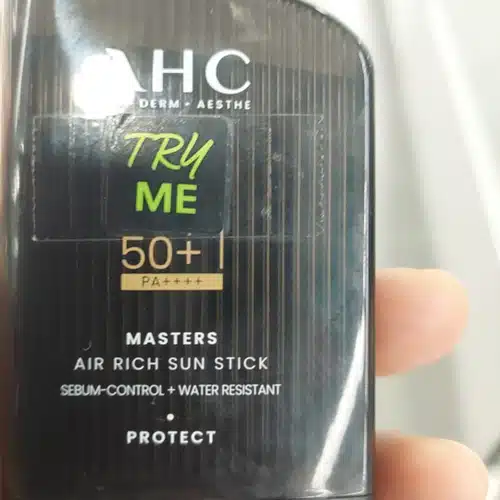 AHC
DERM • AESTHE
TRY
ME
50+
PA++++
MASTERS
AIR RICH SUN STICK
SEBUM-CONTROL + WATER RESISTANT
•
PROTECT